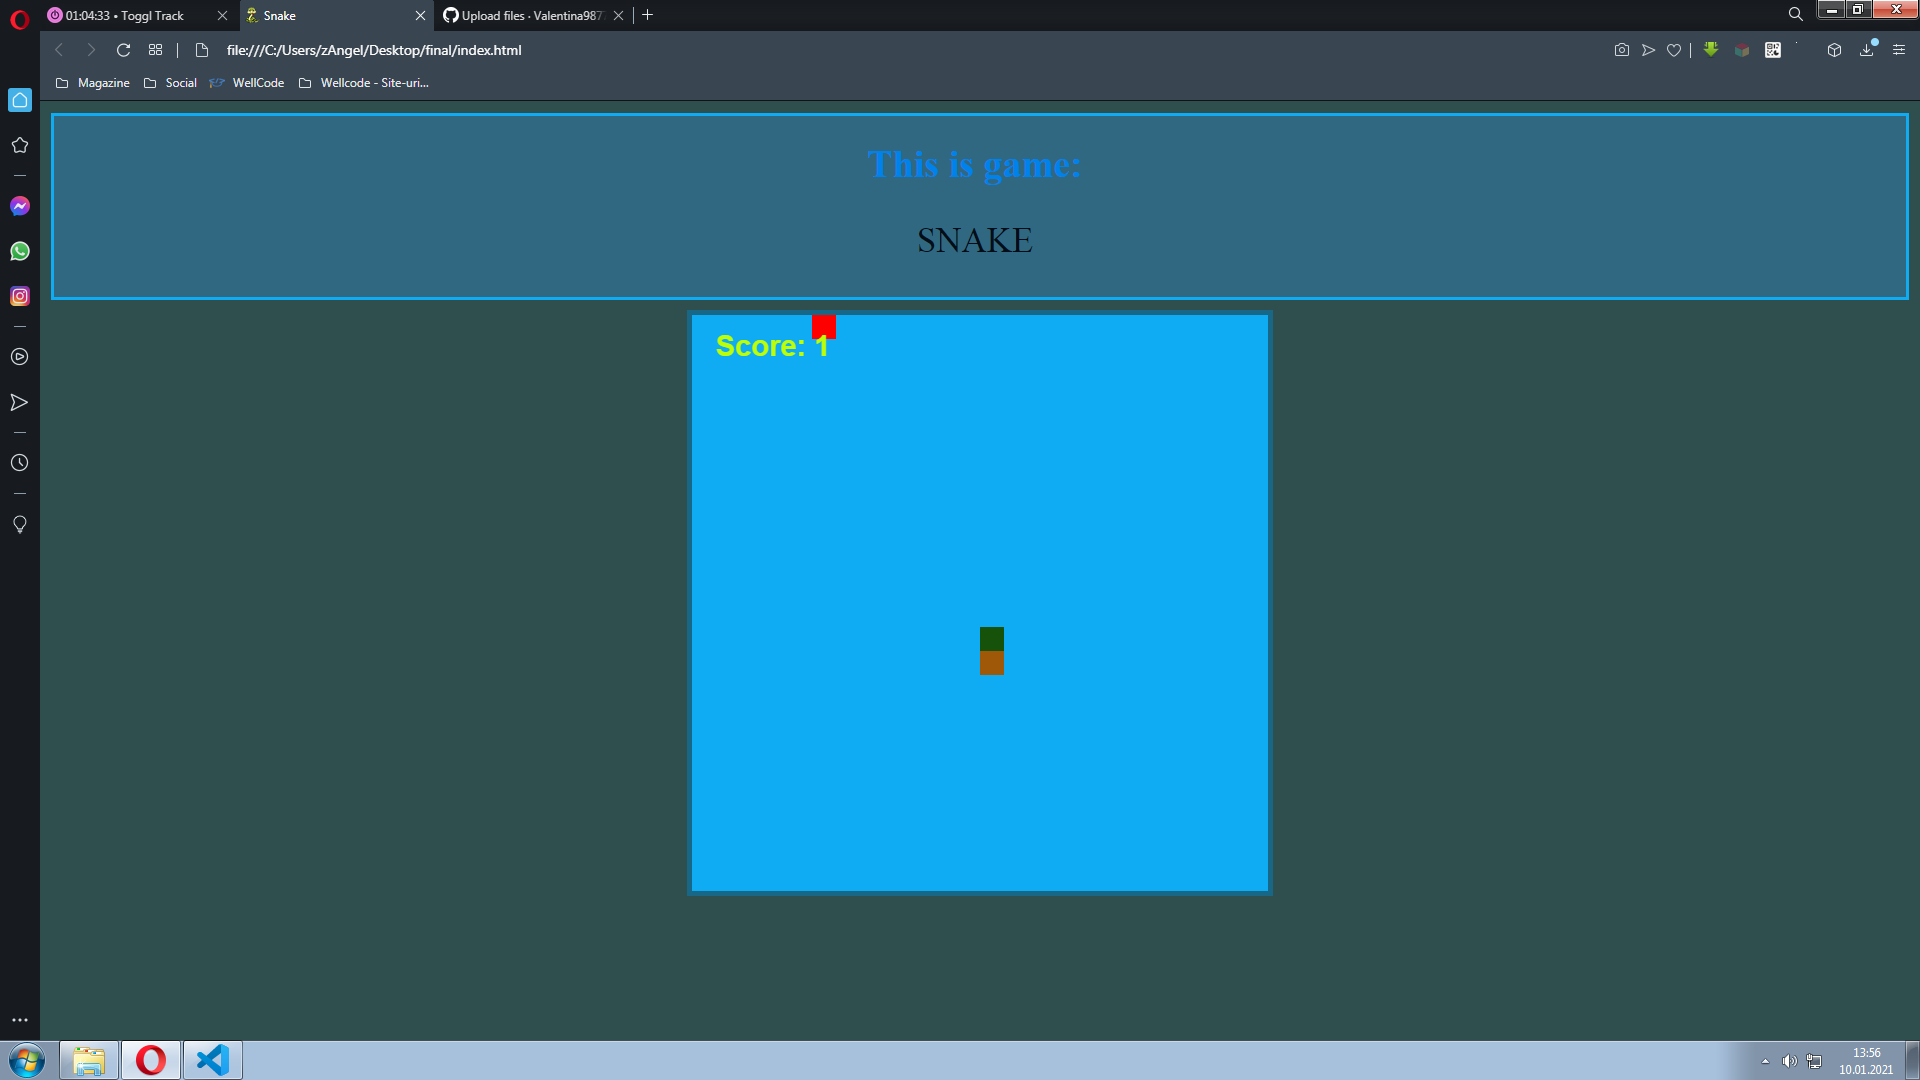 01:04:33 • Toggl Track
Snake
Upload files · Valentina987
file:///C:/Users/zAngel/Desktop/final/index.html
Magazine
Social
WellCode
Wellcode - Site-uri...
This is game:
SNAKE
Score: 1
13:56
10.01.2021